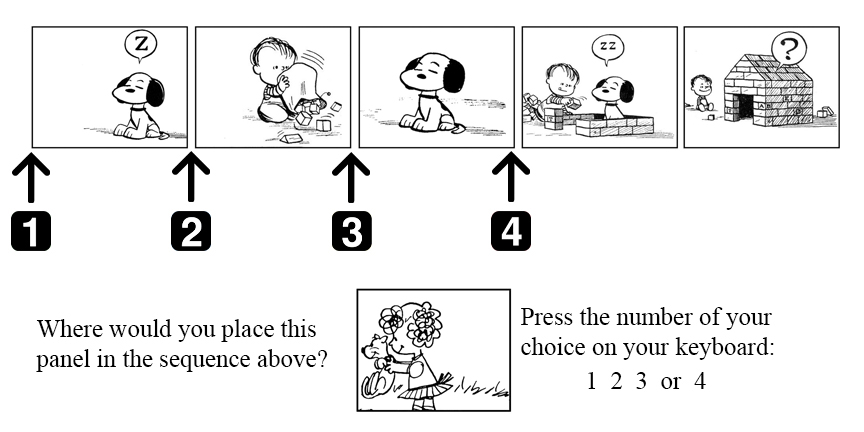 Z
ZZ
?
A B
1
2
3
4
Where would you place this
panel in the sequence above?
Press the number of your
choice on your keyboard:
1 2 3 or 4